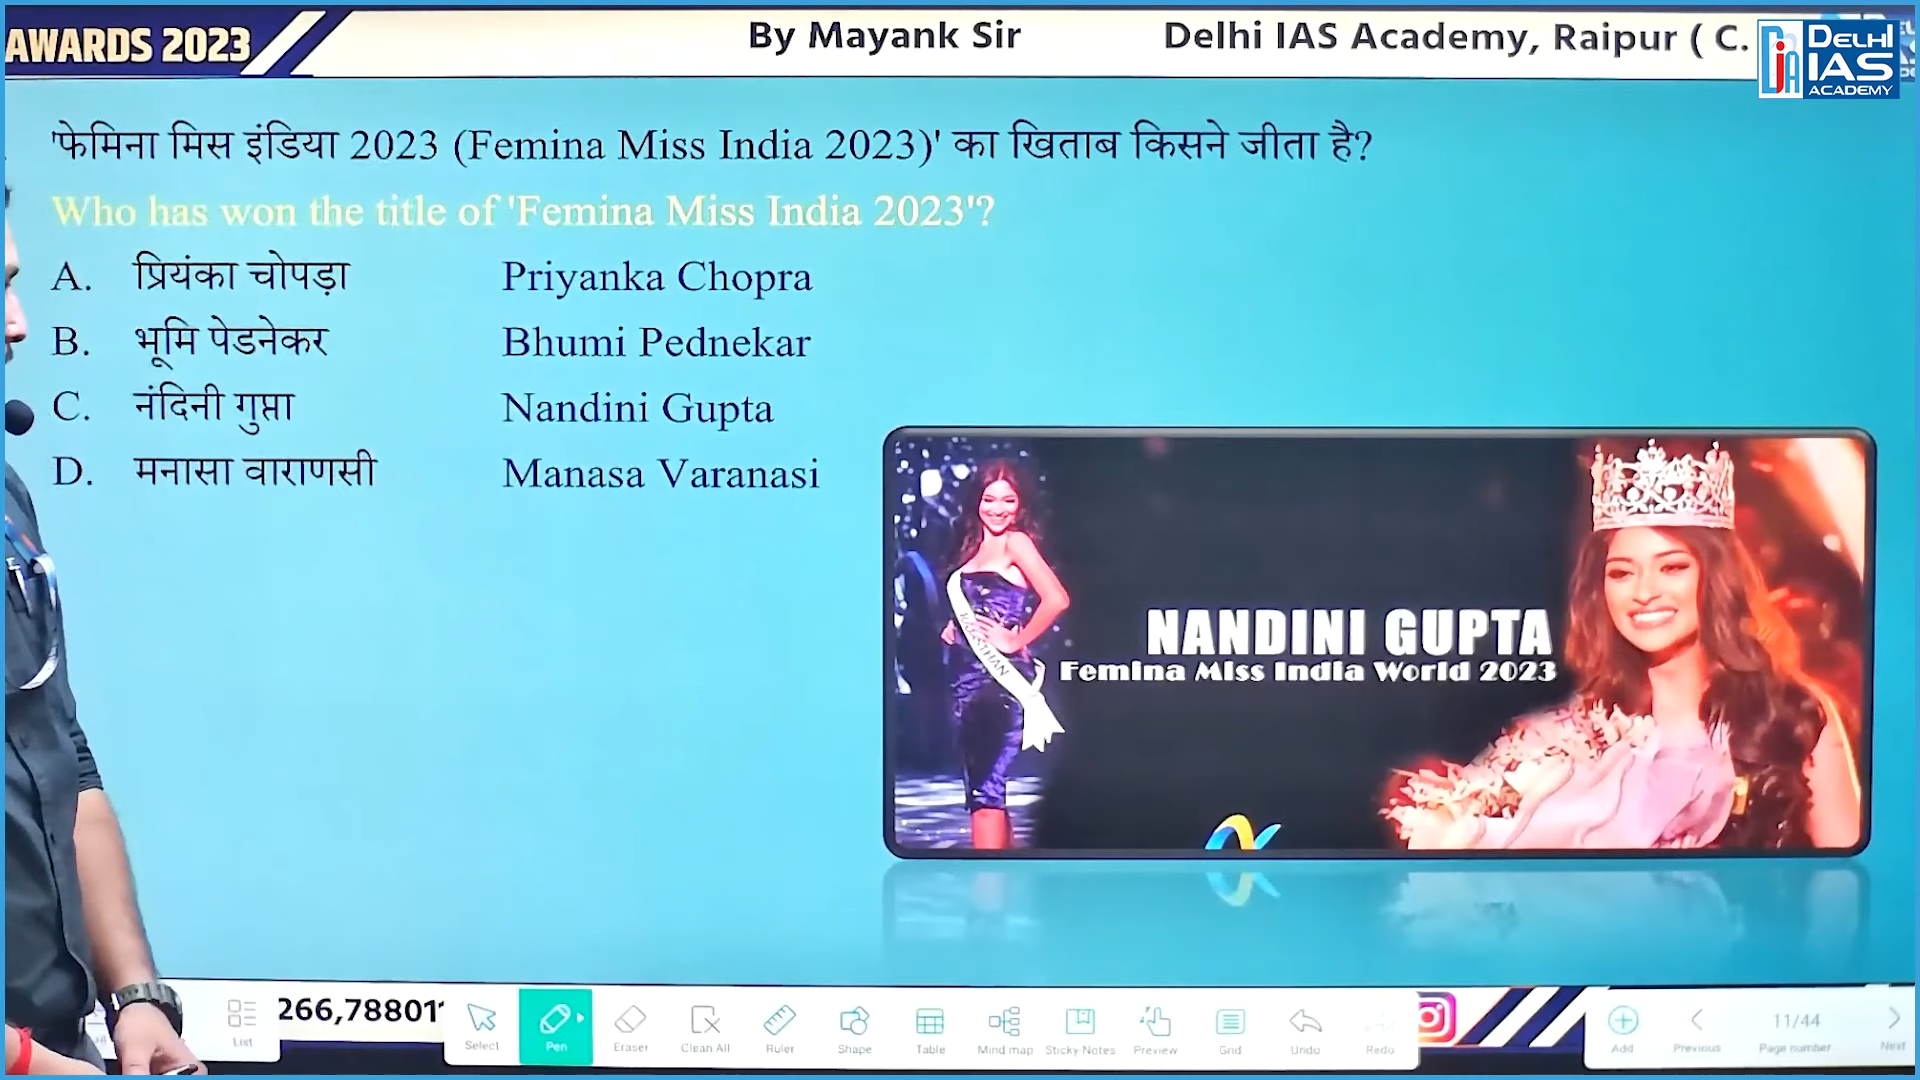 AWARDS 2023
By Mayank Sir
Delhi IAS Academy, Raipur ( C.
DELHI
IAS
ACADEMY
'फेमिना मिस इंडिया 2023 (Femina Miss India 2023)' का खिताब किसने जीता है?
Who has won the title of 'Femina Miss India 2023'?
A. प्रियंका चोपड़ा Priyanka Chopra
B. भूमि पेडनेकर Bhumi Pednekar
C. नंदिनी गुप्ता Nandini Gupta
D. मनासा वाराणसी Manasa Varanasi
RAJASTHAN
NANDINI GUPTA
Femina Miss India World 2023
List
266,78801
Select Pen Eraser Clean All Ruler Shape Table Mind map Sticky Notes Preview Grid Undo Redo
Add Previous 11/44 Page number Next